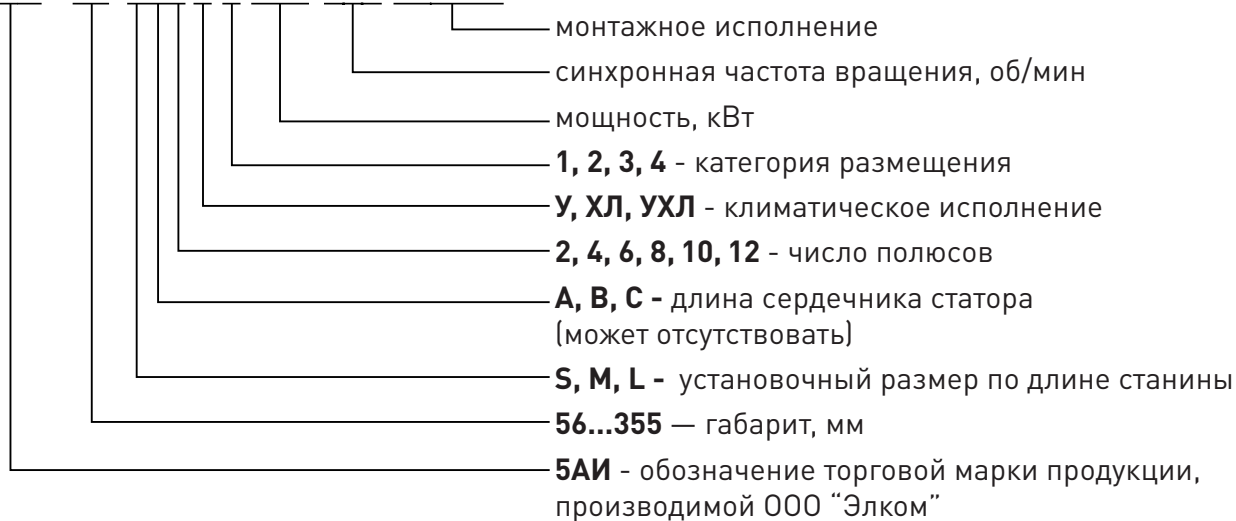 монтажное исполнение
синхронная частота вращения, об/мин
мощность, кВт
1, 2, 3, 4 - категория размещения
У, ХЛ, УХЛ - климатическое исполнение
2, 4, 6, 8, 10, 12 - число полюсов
А, В, С - длина сердечника статора
(может отсутствовать)
S, M, L - установочный размер по длине станины
56...355 — габарит, мм
5АИ - обозначение торговой марки продукции,
производимой ООО “Элком”